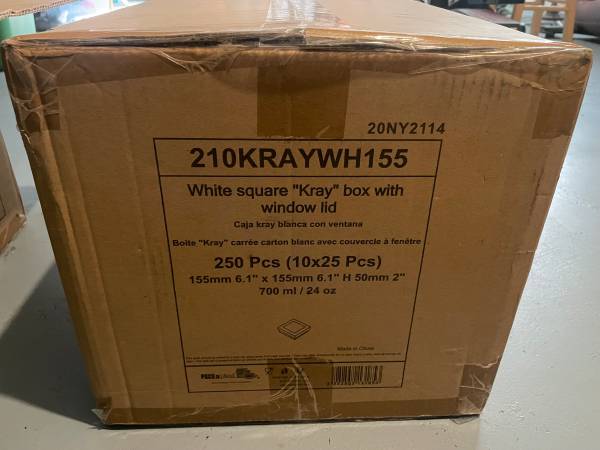 20NY2114
210KRAYWH155
White square "Kray" box with
window lid
Caja kray blanca con ventana
Boîte "Kray" carrée carton blanc avec couvercle à fenêtre
250 Pcs (10x25 Pcs)
155mm 6.1" x 155mm 6.1" H 50mm 2"
700 ml / 24 oz
Made in China